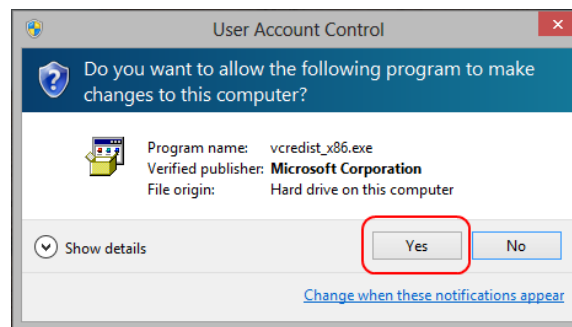 User Account Control
Do you want to allow the following program to make
changes to this computer?
Program name: vcredist_x86.exe
Verified publisher: Microsoft Corporation
File origin: Hard drive on this computer
Show details
Yes
No
Change when these notifications appear